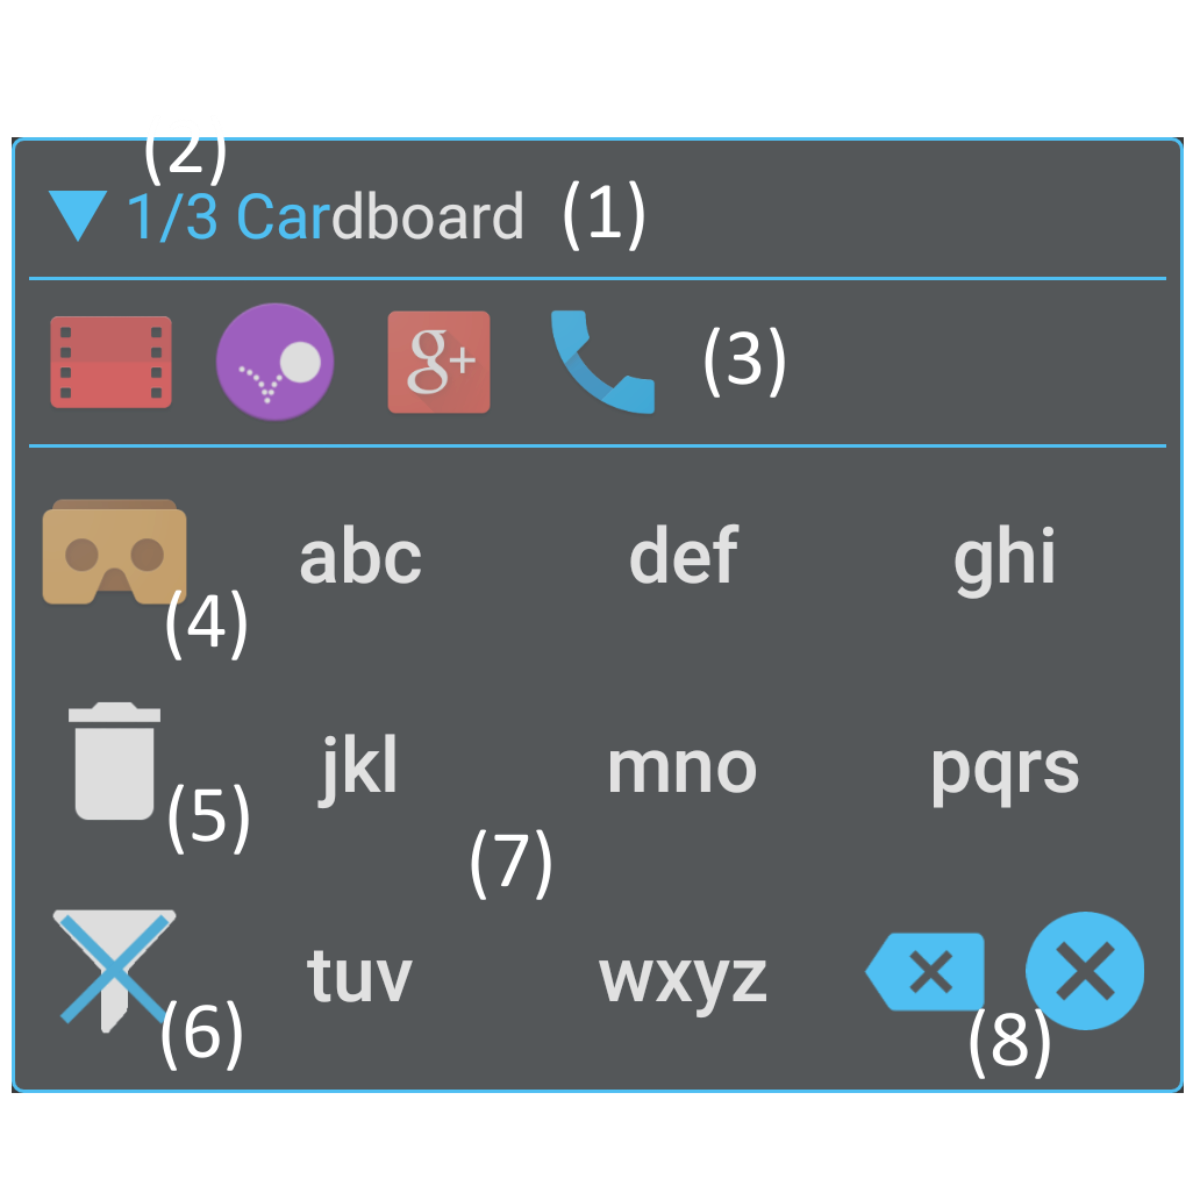 (2)
1/3 Cardboard (1)
g+ (3)
abc def ghi
(4)
jkl mno pqrs
(5)
(7)
tuv wxyz
(6) (8)